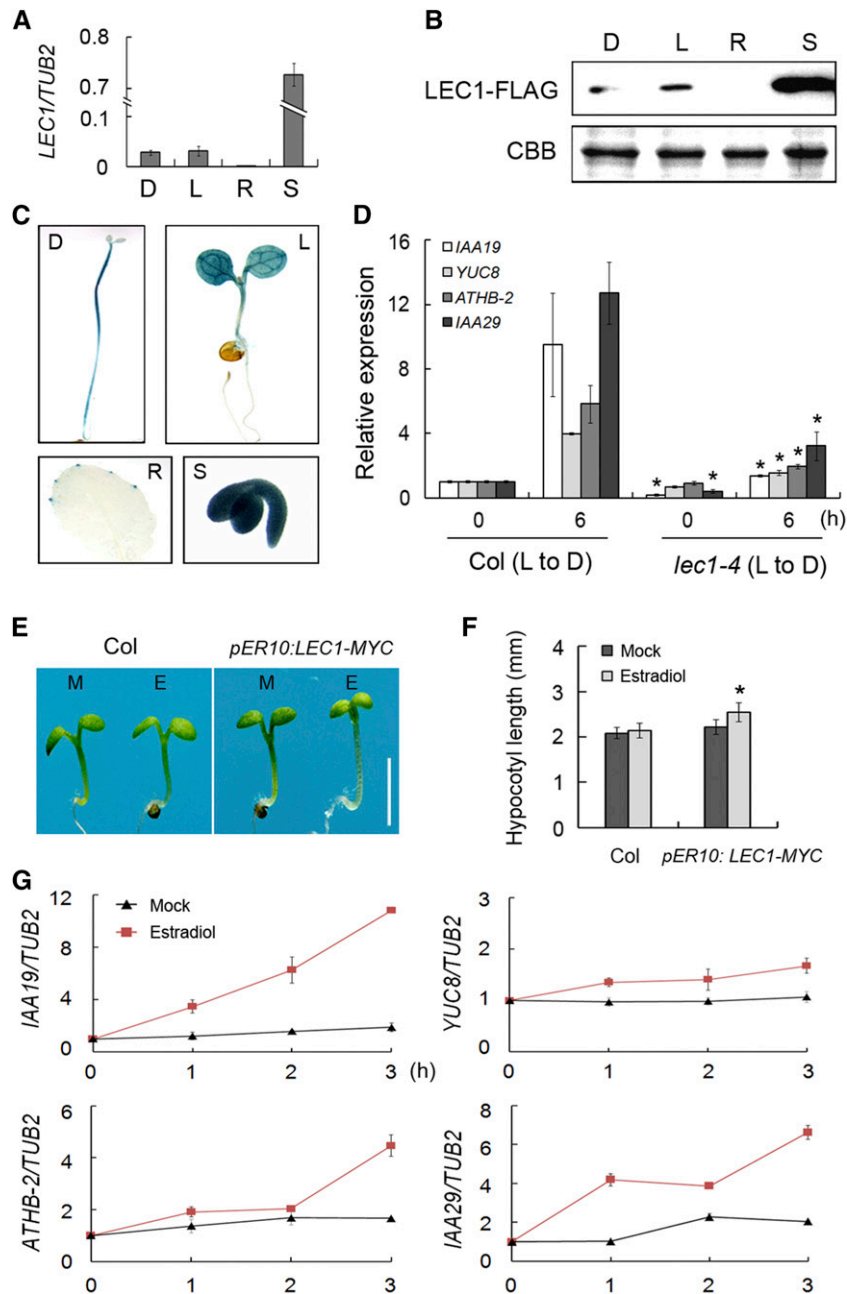 A
LEC1/TUB2
0.8
0.7
0.1
0
D L R S
B
D L R S
LEC1-FLAG
CBB
C
D
L
R
S
D
Relative expression
16
12
8
4
0
IAA19
YUC8
ATHB-2
IAA29
* * * * * *
0 6 0 6 (h)
Col (L to D) lec1-4 (L to D)
E
Col pER10:LEC1-MYC
M E M E
F
Hypocotyl length (mm)
4
3
2
1
0
Mock
Estradiol
*
Col pER10: LEC1-MYC
G
IAA19/TUB2
12
8
4
0
Mock
Estradiol
0 1 2 3 (h)
YUC8/TUB2
3
2
1
0
0 1 2 3
ATHB-2/TUB2
6
4
2
0
0 1 2 3
IAA29/TUB2
8
6
4
2
0
0 1 2 3